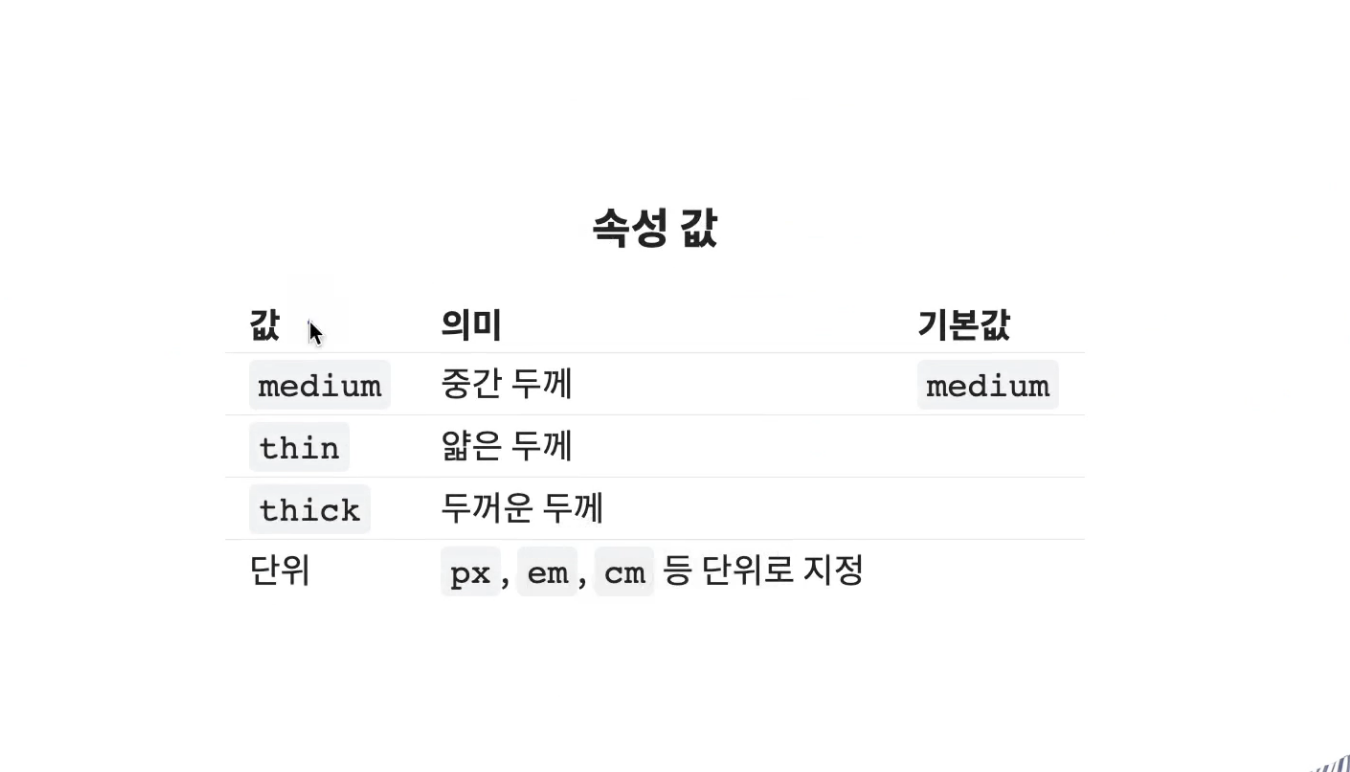 속성 값
값 의미 기본값
medium 중간 두께 medium
thin 얇은 두께
thick 두꺼운 두께
단위 px, em, cm 등 단위로 지정